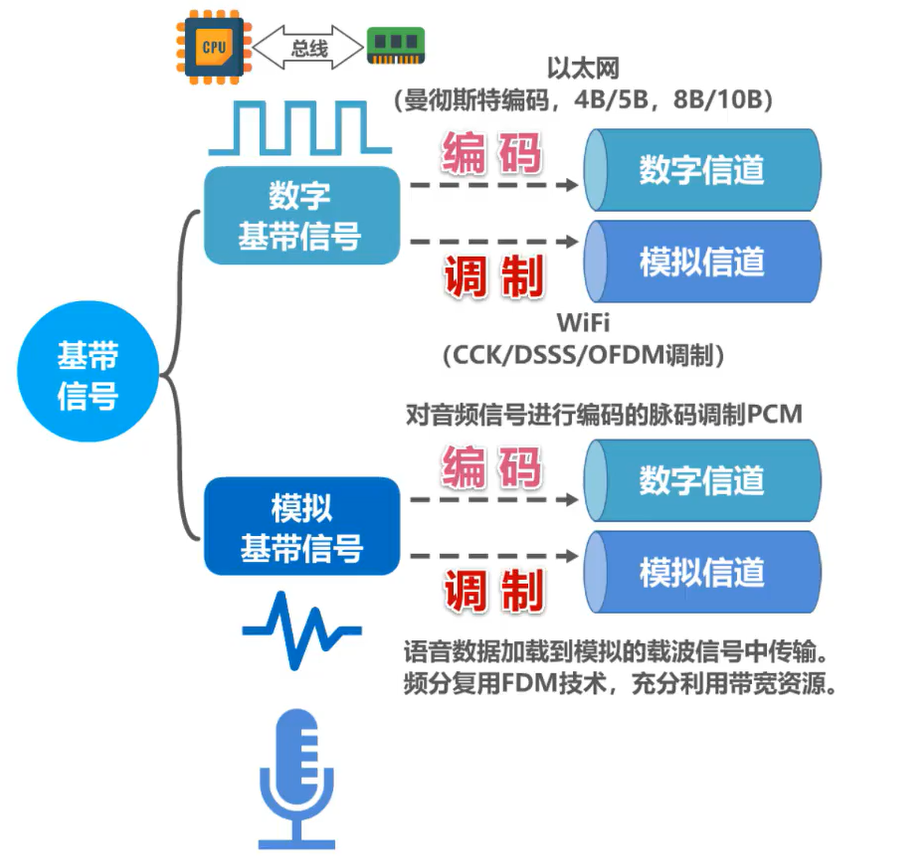 CPU
总线
以太网
（曼彻斯特编码，4B/5B，8B/10B）
编码
数字信道
数字
基带信号
调制
模拟信道
WiFi
（CCK/DSSS/OFDM调制）
基带
信号
对音频信号进行编码的脉码调制PCM
编码
数字信道
模拟
基带信号
调制
模拟信道
语音数据加载到模拟的载波信号中传输。
频分复用FDM技术，充分利用带宽资源。